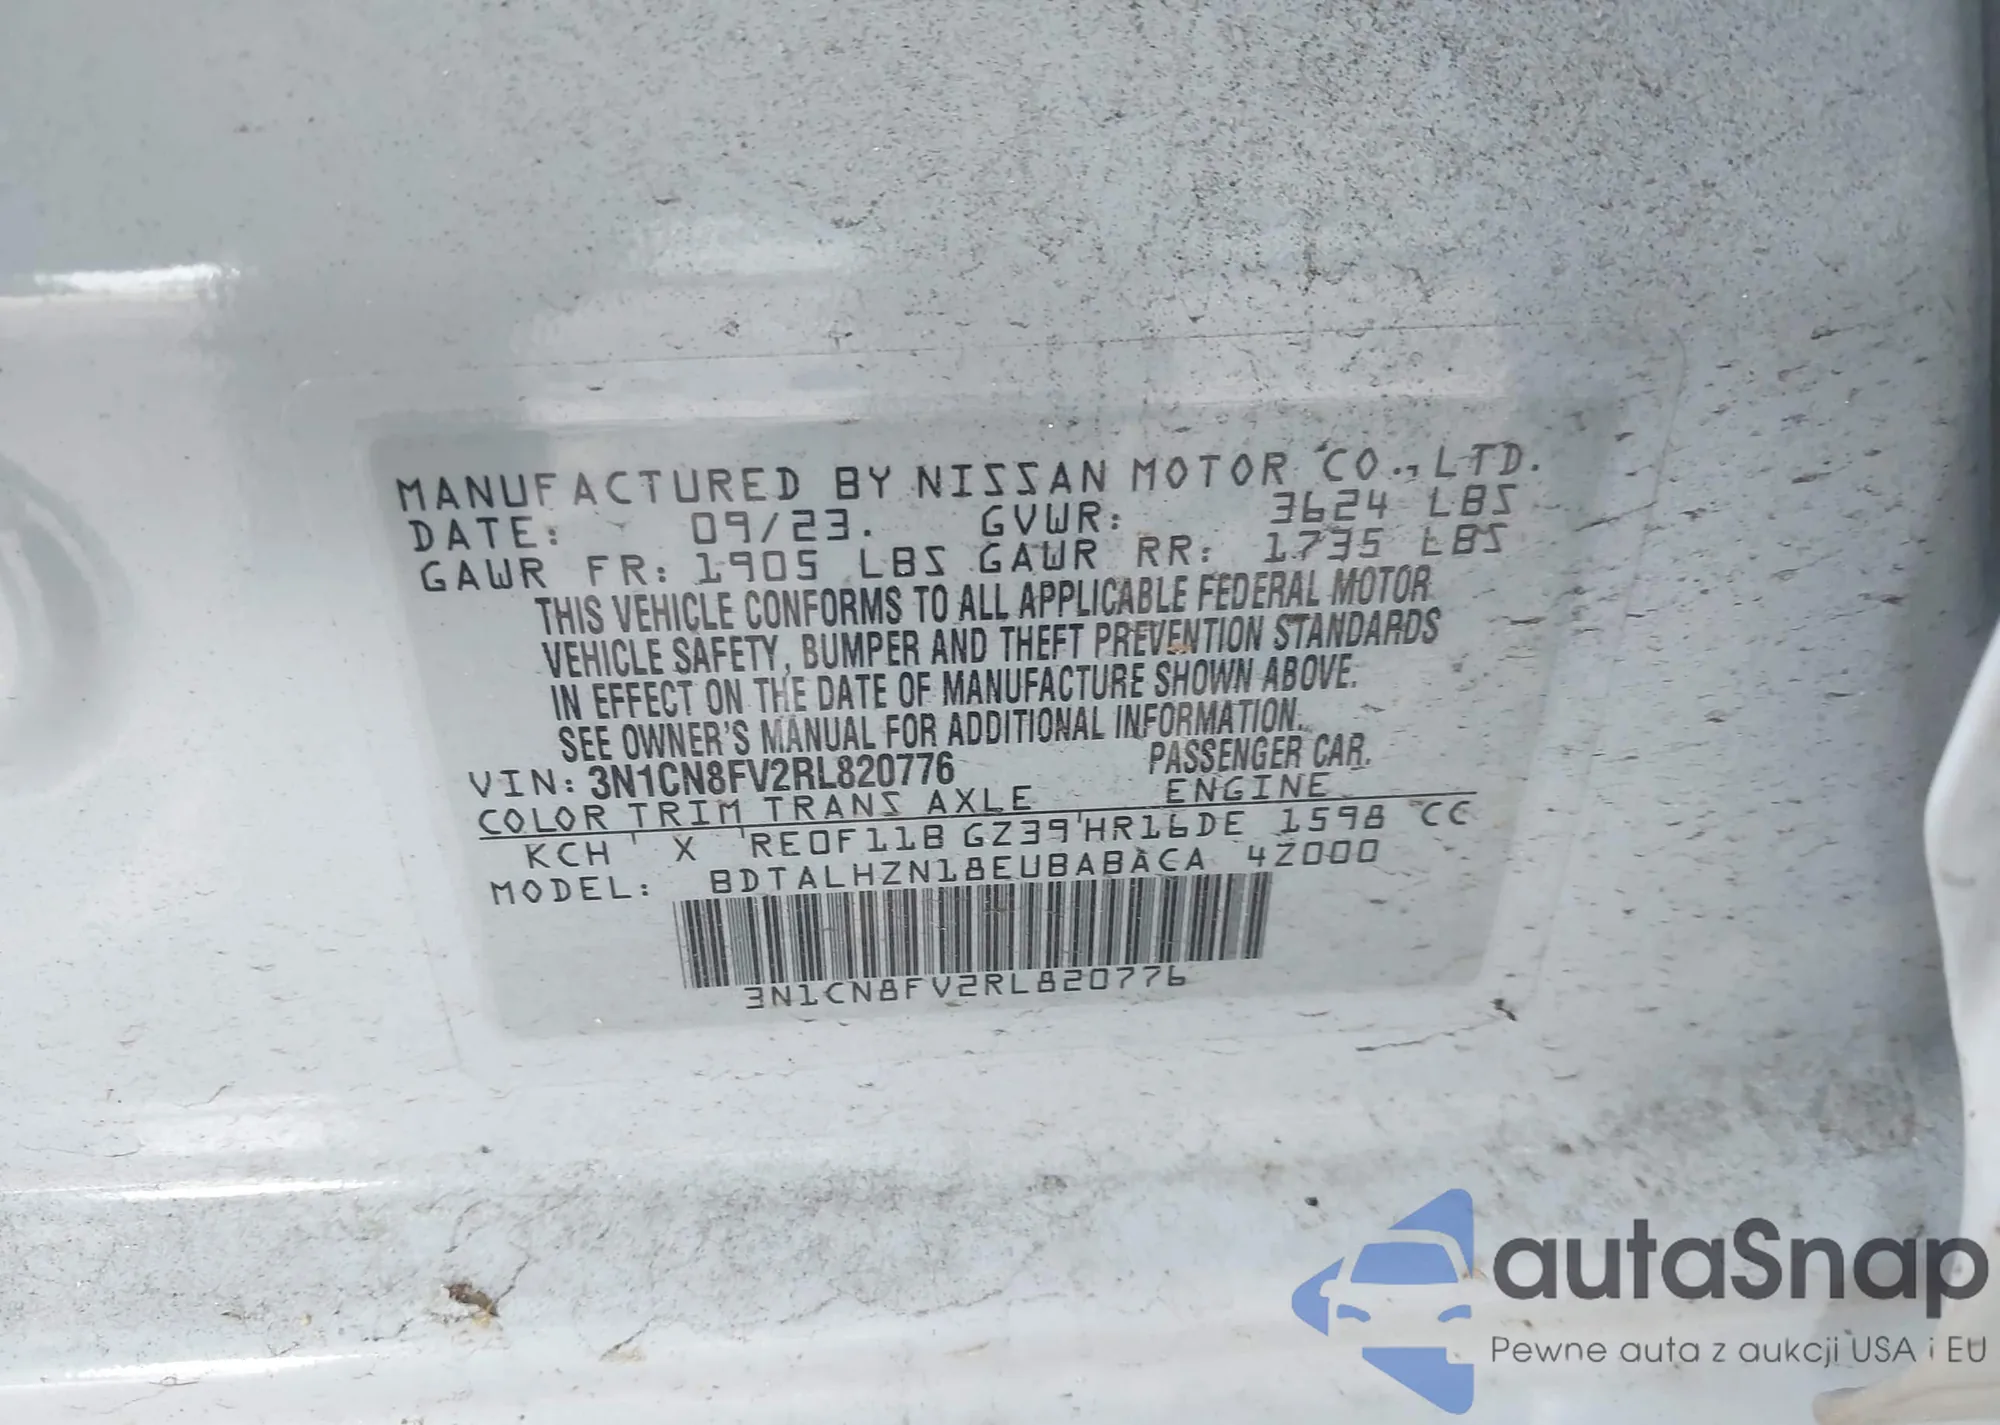 MANUFACTURED BY NISSAN MOTOR CO., LTD.
DATE: 09/23. GVWR: 3624 LBS
GAWR FR: 1905 LBS GAWR RR: 1735 LBS
THIS VEHICLE CONFORMS TO ALL APPLICABLE FEDERAL MOTOR
VEHICLE SAFETY, BUMPER AND THEFT PREVENTION STANDARDS
IN EFFECT ON THE DATE OF MANUFACTURE SHOWN ABOVE.
SEE OWNER'S MANUAL FOR ADDITIONAL INFORMATION.
VIN: 3N1CN8FV2RL820776 PASSENGER CAR.
COLOR TRIM TRANS AXLE ENGINE
KCH X RE0F11B GZ39 HR16DE 1598 CC
MODEL: BDTALHZN18EUBABACA 4Z000
3N1CN8FV2RL820776
autaSnap
Pewne auta z aukcji USA i EU